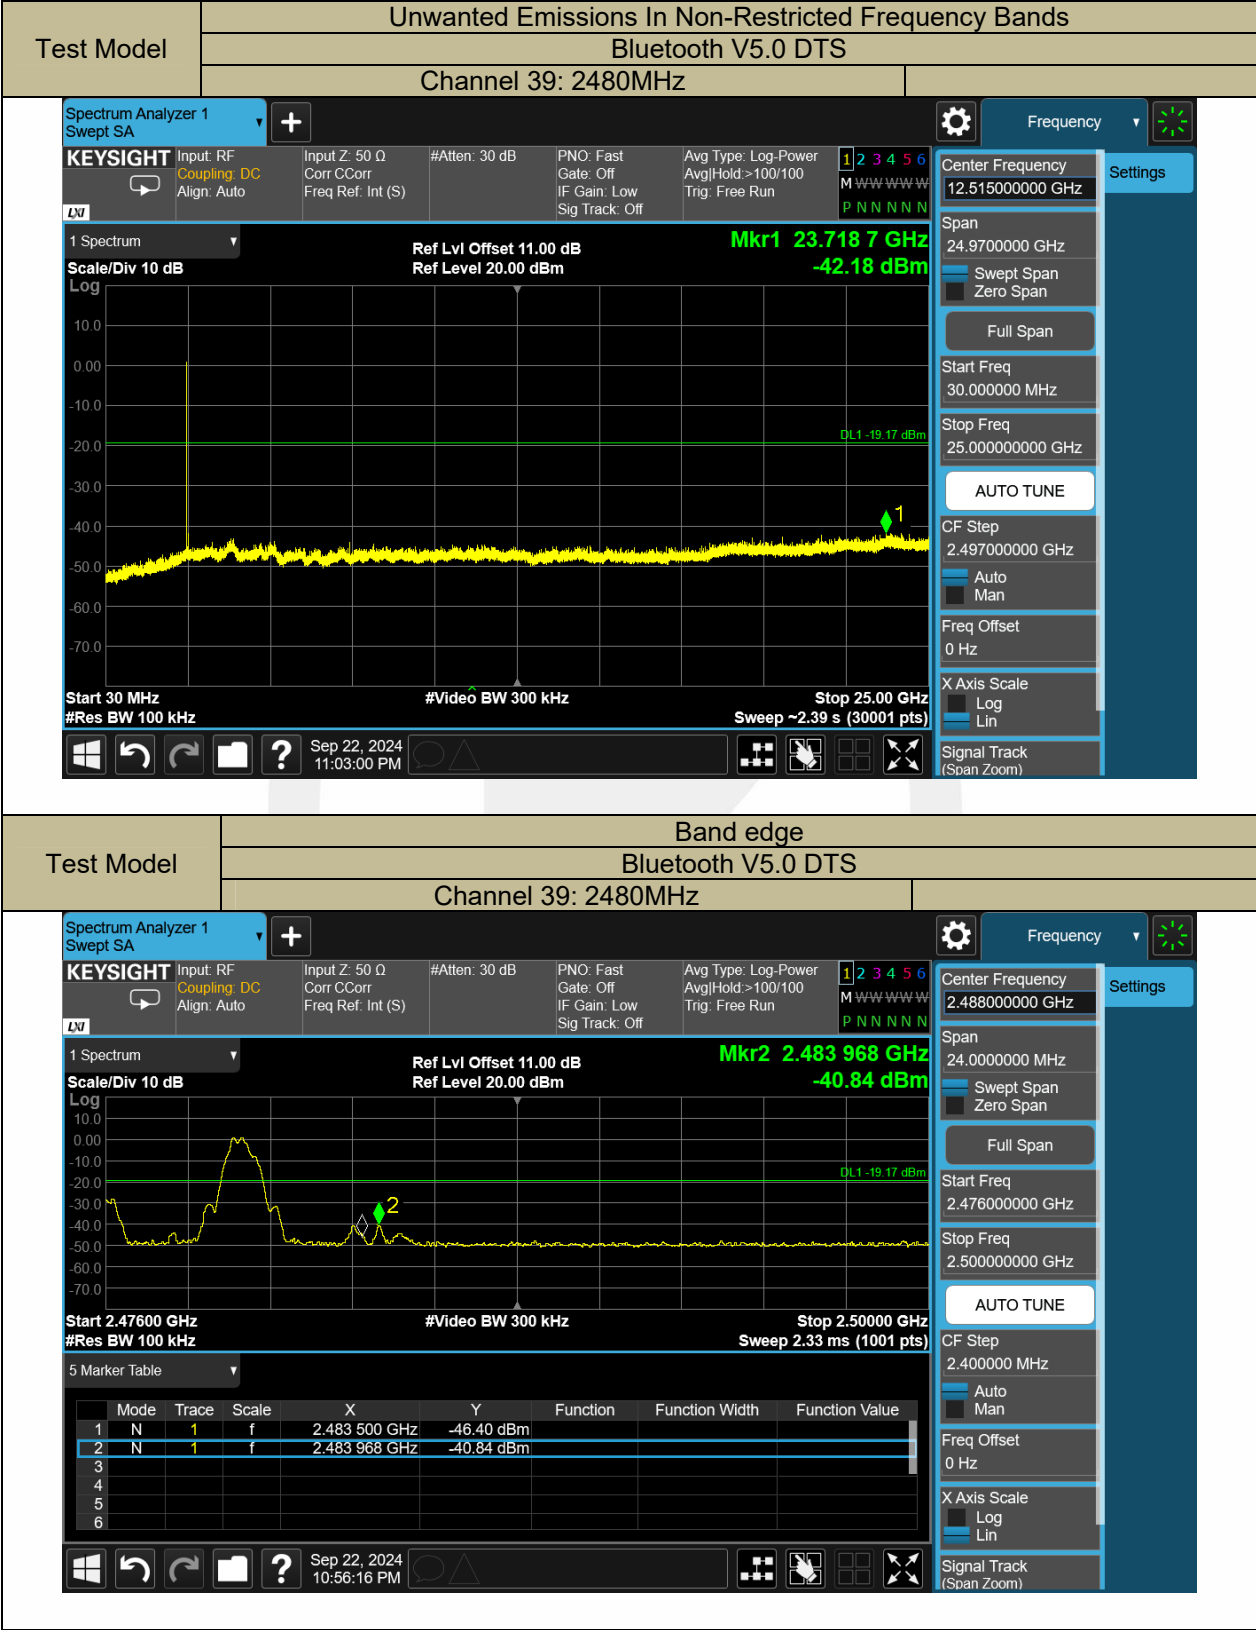 Test Model
Unwanted Emissions In Non-Restricted Frequency Bands
Bluetooth V5.0 DTS
Channel 39: 2480MHz
Spectrum Analyzer 1
Swept SA
+
Frequency
KEYSIGHT
Input: RF
Coupling: DC
Align: Auto
Input Z: 50 Ω
Corr CCorr
Freq Ref: Int (S)
#Atten: 30 dB
PNO: Fast
Gate: Off
IF Gain: Low
Sig Track: Off
Avg Type: Log-Power
Avg|Hold:>100/100
Trig: Free Run
1 2 3 4 5 6
M W W W W W
P N N N N N
LXI
1 Spectrum
Scale/Div 10 dB
Log
Ref Lvl Offset 11.00 dB
Ref Level 20.00 dBm
Mkr1 23.718 7 GHz
-42.18 dBm
10.0
0.00
-10.0
-20.0
-30.0
-40.0
-50.0
-60.0
-70.0
DL1 -19.17 dBm
1
Start 30 MHz
#Res BW 100 kHz
#Video BW 300 kHz
Stop 25.00 GHz
Sweep ~2.39 s (30001 pts)
?
Sep 22, 2024
11:03:00 PM
Center Frequency
12.515000000 GHz
Settings
Span
24.9700000 GHz
Swept Span
Zero Span
Full Span
Start Freq
30.000000 MHz
Stop Freq
25.000000000 GHz
AUTO TUNE
CF Step
2.497000000 GHz
Auto
Man
Freq Offset
0 Hz
X Axis Scale
Log
Lin
Signal Track
(Span Zoom)
Test Model
Band edge
Bluetooth V5.0 DTS
Channel 39: 2480MHz
Spectrum Analyzer 1
Swept SA
+
Frequency
KEYSIGHT
Input: RF
Coupling: DC
Align: Auto
Input Z: 50 Ω
Corr CCorr
Freq Ref: Int (S)
#Atten: 30 dB
PNO: Fast
Gate: Off
IF Gain: Low
Sig Track: Off
Avg Type: Log-Power
Avg|Hold:>100/100
Trig: Free Run
1 2 3 4 5 6
M W W W W W
P N N N N N
LXI
1 Spectrum
Scale/Div 10 dB
Log
Ref Lvl Offset 11.00 dB
Ref Level 20.00 dBm
Mkr2 2.483 968 GHz
-40.84 dBm
10.0
0.00
-10.0
-20.0
-30.0
-40.0
-50.0
-60.0
-70.0
DL1 -19.17 dBm
2
Start 2.47600 GHz
#Res BW 100 kHz
#Video BW 300 kHz
Stop 2.50000 GHz
Sweep 2.33 ms (1001 pts)
5 Marker Table
Mode Trace Scale X Y Function Function Width Function Value
1 N 1 f 2.483 500 GHz -46.40 dBm
2 N 1 f 2.483 968 GHz -40.84 dBm
3
4
5
6
?
Sep 22, 2024
10:56:16 PM
Center Frequency
2.488000000 GHz
Settings
Span
24.0000000 MHz
Swept Span
Zero Span
Full Span
Start Freq
2.476000000 GHz
Stop Freq
2.500000000 GHz
AUTO TUNE
CF Step
2.400000 MHz
Auto
Man
Freq Offset
0 Hz
X Axis Scale
Log
Lin
Signal Track
(Span Zoom)